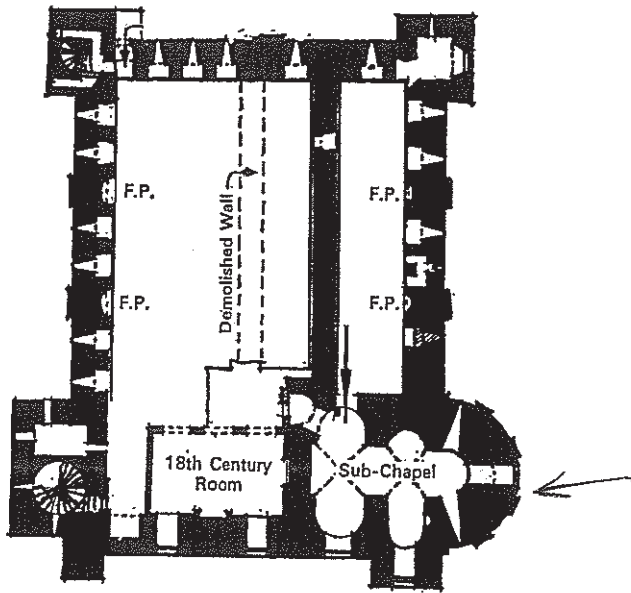 F.P.
F.P.
Demolished Wall
F.P.
F.P.
18th Century
Room
Sub-Chapel